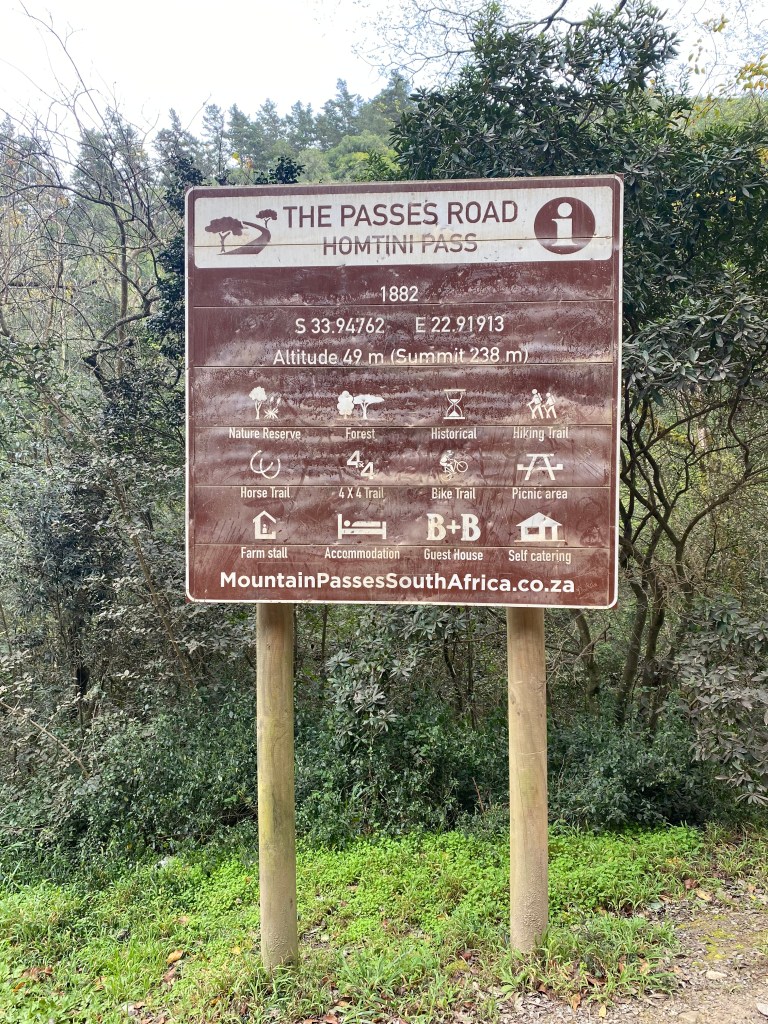 THE PASSES ROAD
HOMTINI PASS
i
1882
S 33.94762 E 22.91913
Altitude 49 m (Summit 238 m)
Nature Reserve Forest Historical Hiking Trail
4x4
Horse Trail 4 X 4 Trail Bike Trail Picnic area
B+B
Farm stall Accommodation Guest House Self catering
MountainPassesSouthAfrica.co.za